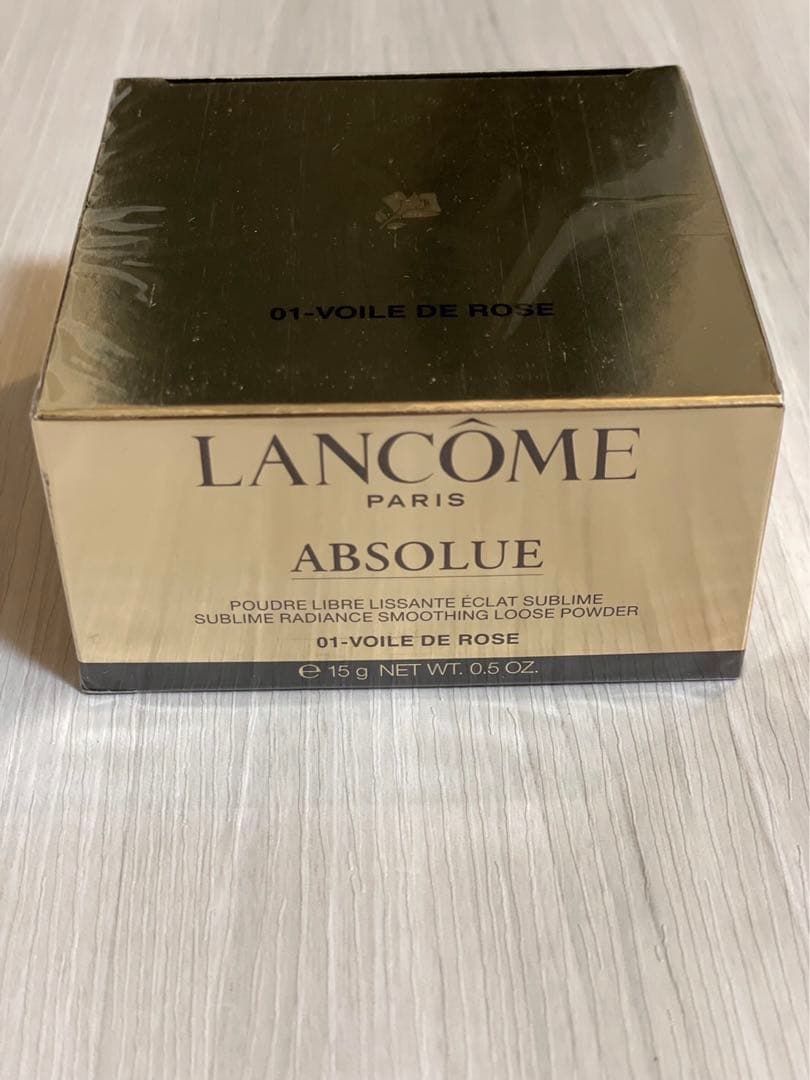 01-VOILE DE ROSE
LANCÔME
PARIS
ABSOLUE
POUDRE LIBRE LISSANTE ÉCLAT SUBLIME
SUBLIME RADIANCE SMOOTHING LOOSE POWDER
01-VOILE DE ROSE
℮ 15 g NET WT. 0.5 OZ.